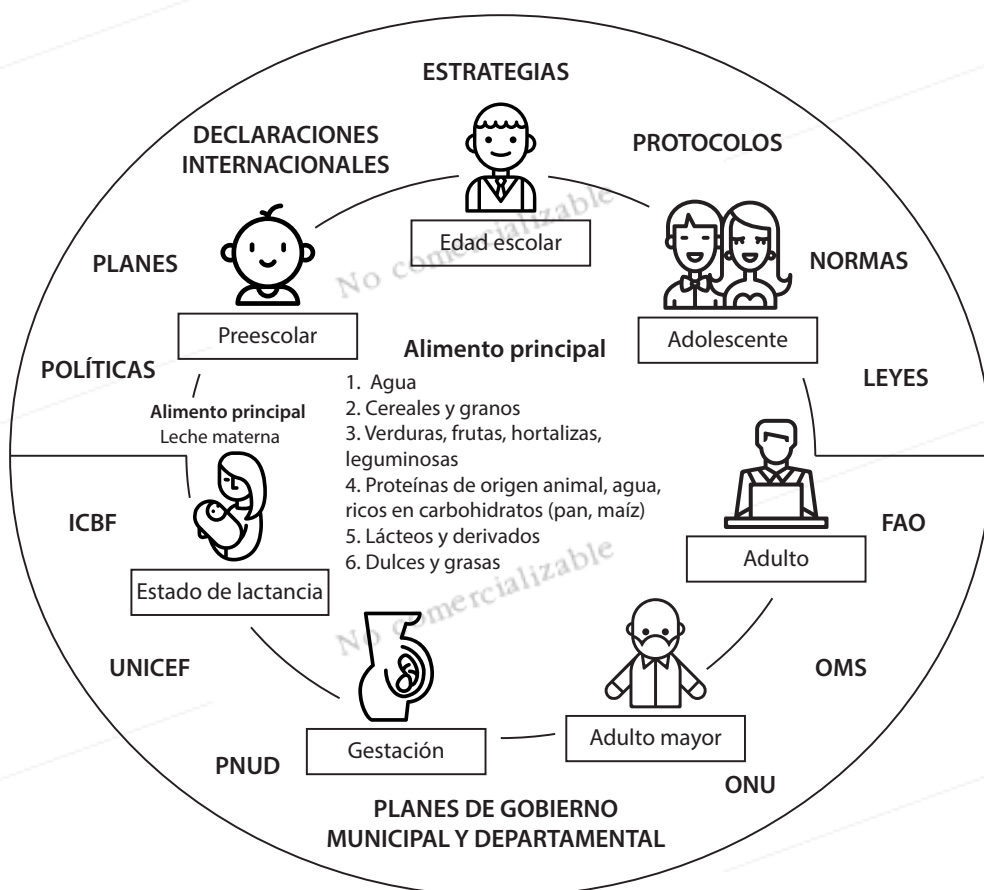 ESTRATEGIAS
DECLARACIONES
INTERNACIONALES
PROTOCOLOS
Edad escolar
PLANES
NORMAS
Preescolar
Adolescente
POLÍTICAS
LEYES
Alimento principal
1. Agua
2. Cereales y granos
3. Verduras, frutas, hortalizas,
leguminosas
4. Proteínas de origen animal, agua,
ricos en carbohidratos (pan, maíz)
5. Lácteos y derivados
6. Dulces y grasas
Alimento principal
Leche materna
ICBF
FAO
Estado de lactancia
Adulto
UNICEF
OMS
Gestación
Adulto mayor
PNUD
ONU
PLANES DE GOBIERNO
MUNICIPAL Y DEPARTAMENTAL
No comercializable
No comercializable